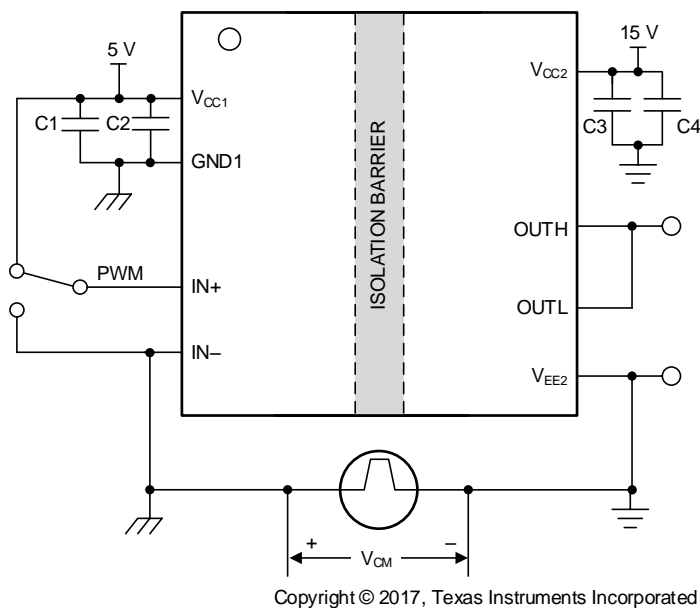 5 V
15 V
VCC1
VCC2
C1
C2
C3
C4
GND1
ISOLATION BARRIER
OUTH
PWM
IN+
OUTL
IN–
VEE2
+
–
VCM
Copyright © 2017, Texas Instruments Incorporated